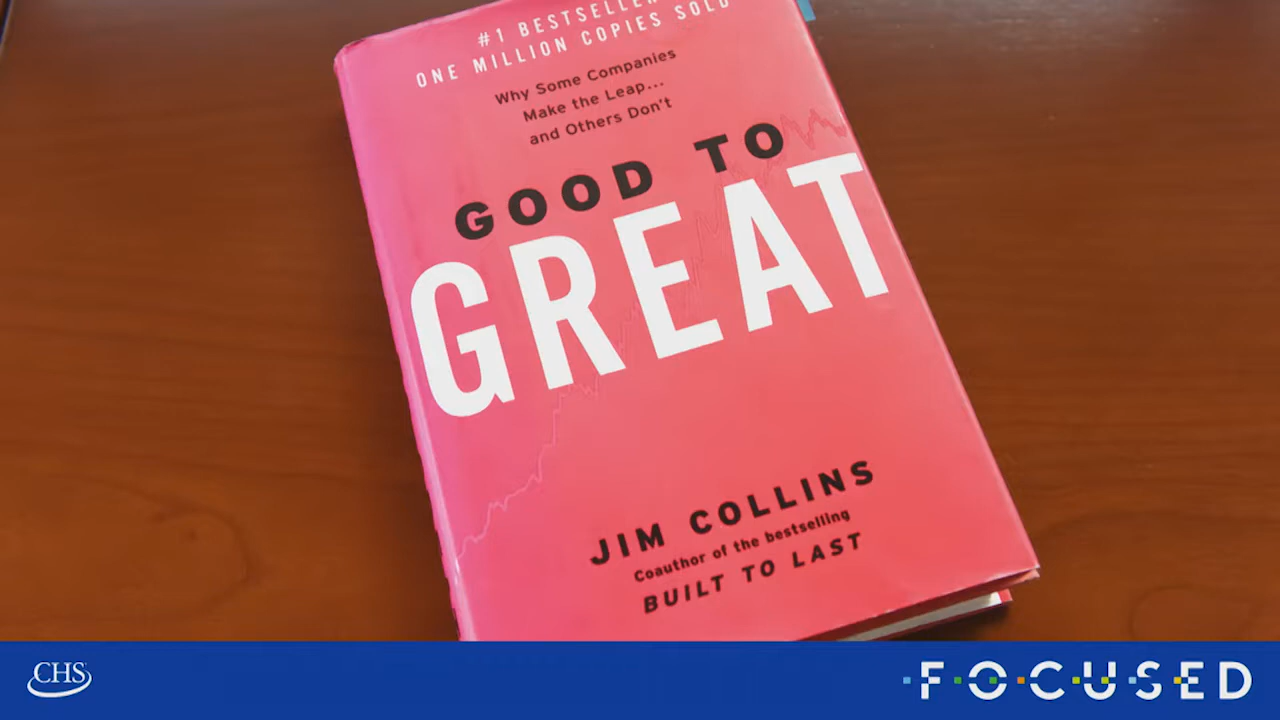 #1 BESTSELLER
ONE MILLION COPIES SOLD
Why Some Companies
Make the Leap...
and Others Don't
GOOD TO
GREAT
JIM COLLINS
Coauthor of the bestselling
BUILT TO LAST
CHS
FOCUSED